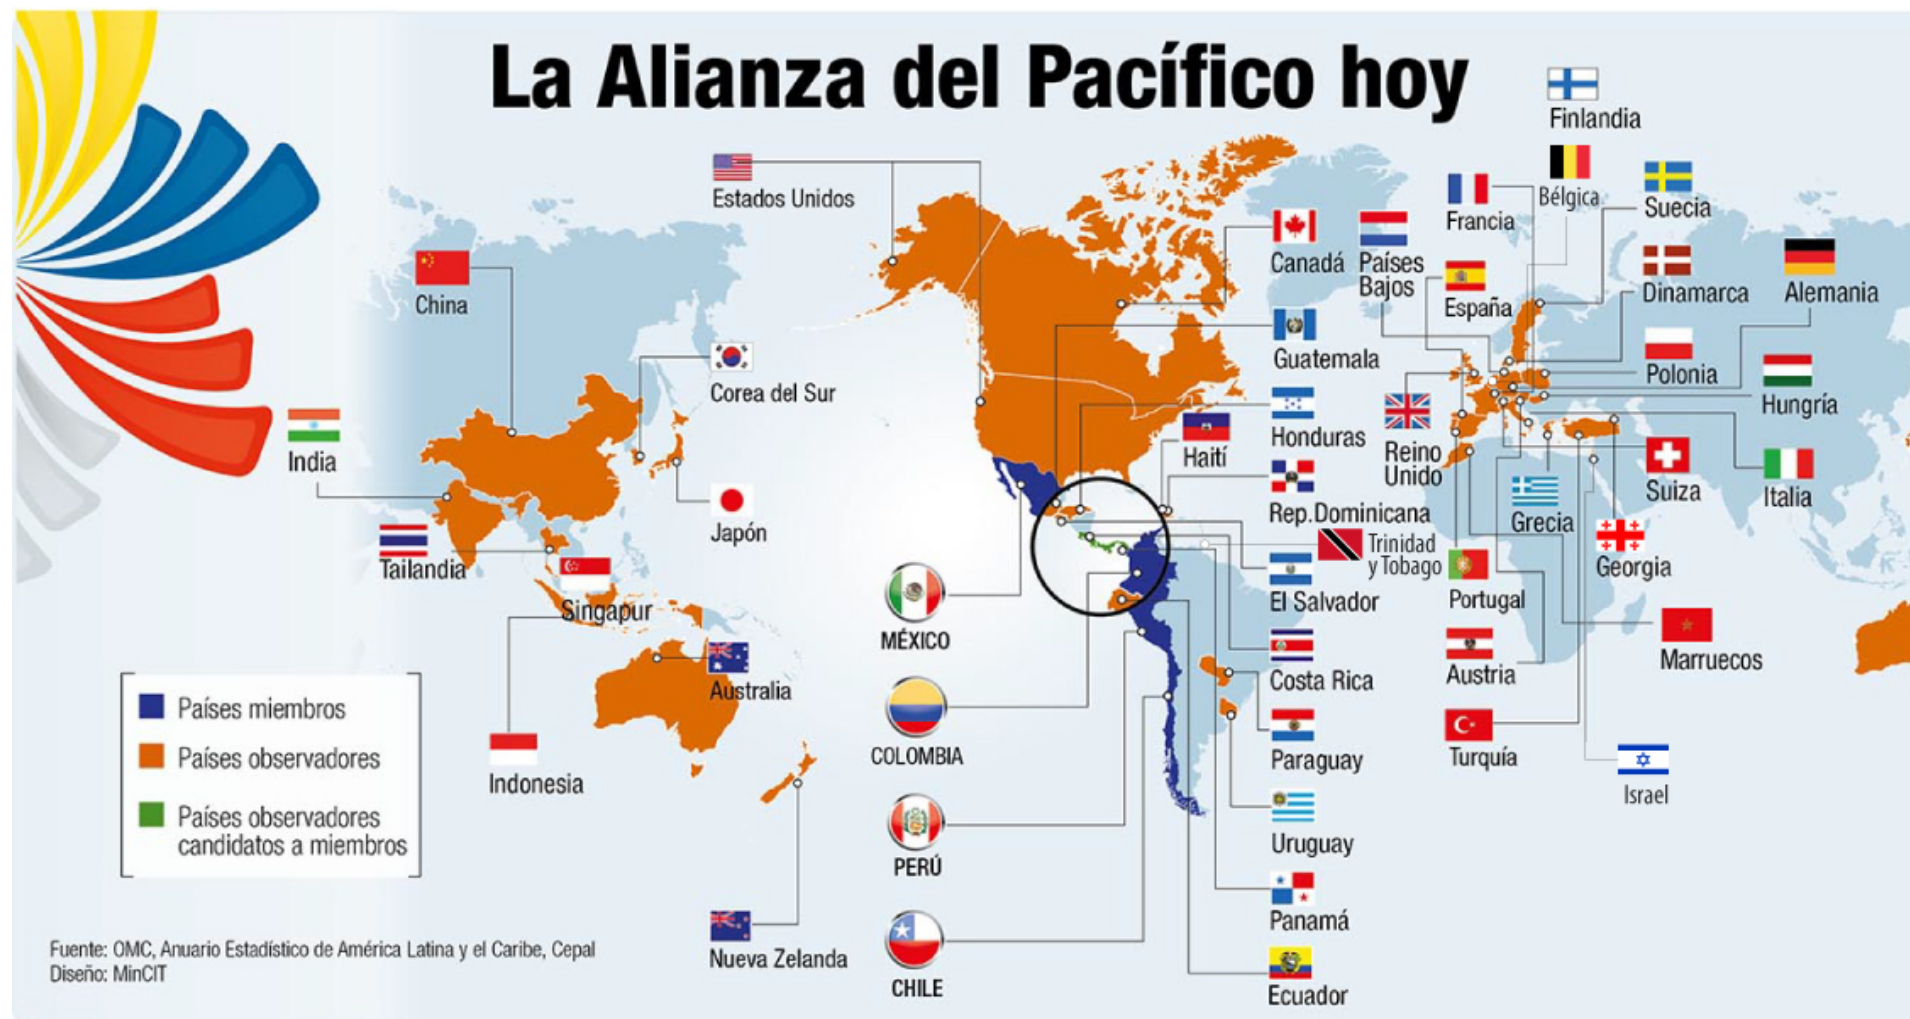 La Alianza del Pacífico hoy
Finlandia
Bélgica
Suecia
Francia
Estados Unidos
Canadá
Países
Bajos
España
Dinamarca
Alemania
China
Guatemala
Polonia
Hungría
Corea del Sur
Honduras
Haití
Reino
Unido
India
Suiza
Italia
Rep.Dominicana
Grecia
Japón
Trinidad
y Tobago
Georgia
Tailandia
Singapur
El Salvador
Portugal
MÉXICO
Marruecos
Austria
Costa Rica
Australia
Países miembros
COLOMBIA
Países observadores
Paraguay
Turquía
Indonesia
Israel
Países observadores
candidatos a miembros
Uruguay
PERÚ
Panamá
Fuente: OMC, Anuario Estadístico de América Latina y el Caribe, Cepal
Diseño: MinCIT
Nueva Zelanda
CHILE
Ecuador